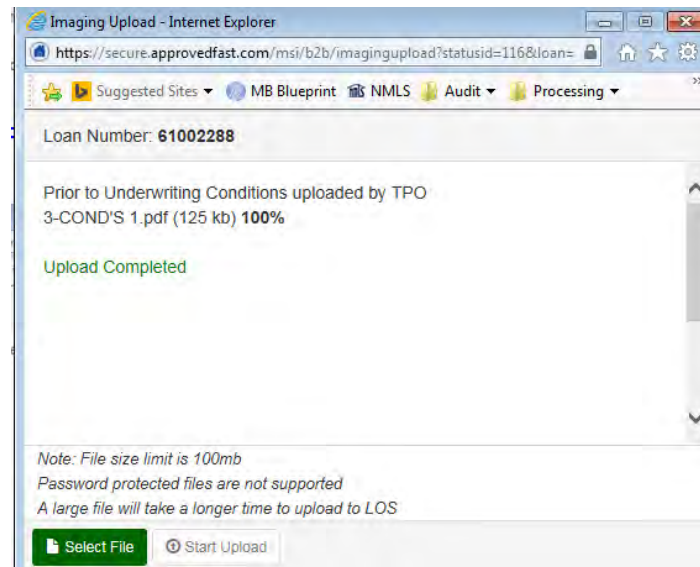 Imaging Upload - Internet Explorer
https://secure.approvedfast.com/msi/b2b/imagingupload?statusid=116&loan=
Suggested Sites MB Blueprint NMLS Audit Processing »
Loan Number: 61002288
Prior to Underwriting Conditions uploaded by TPO
3-COND'S 1.pdf (125 kb) 100%
Upload Completed
Note: File size limit is 100mb
Password protected files are not supported
A large file will take a longer time to upload to LOS
Select File Start Upload